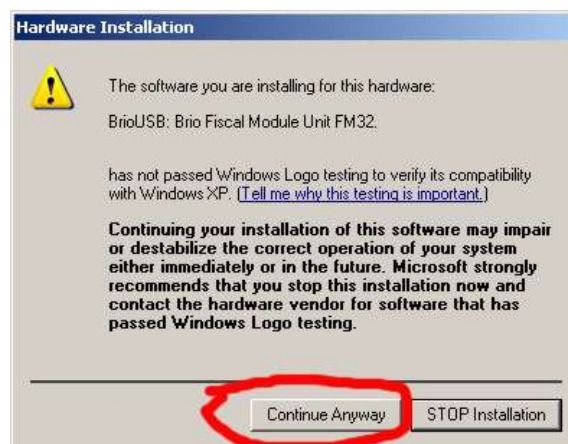 Hardware Installation
The software you are installing for this hardware:
BrioUSB: Brio Fiscal Module Unit FM32.
has not passed Windows Logo testing to verify its compatibility
with Windows XP. (Tell me why this testing is important.)
Continuing your installation of this software may impair
or destabilize the correct operation of your system
either immediately or in the future. Microsoft strongly
recommends that you stop this installation now and
contact the hardware vendor for software that has
passed Windows Logo testing.
Continue Anyway
STOP Installation